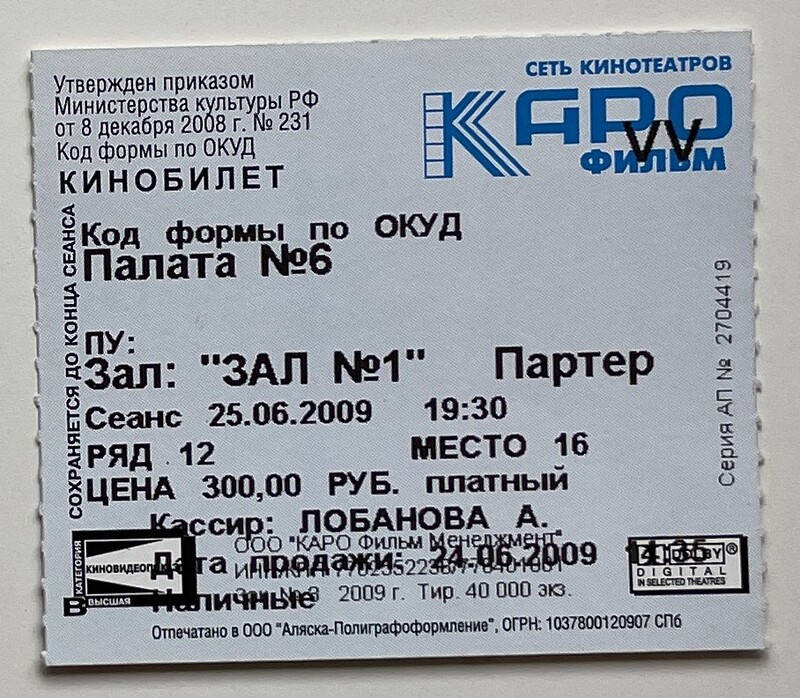 Утвержден приказом
Министерства культуры РФ
от 8 декабря 2008 г. № 231
Код формы по ОКУД
КИНОБИЛЕТ
СЕТЬ КИНОТЕАТРОВ
КАРО
ФИЛЬМ
VV
СОХРАНЯЕТСЯ ДО КОНЦА СЕАНСА
Код формы по ОКУД
Палата №6
ПУ:
Зал: "ЗАЛ №1" Партер
Сеанс 25.06.2009 19:30
РЯД 12 МЕСТО 16
ЦЕНА 300,00 РУБ. платный
Кассир: ЛОБАНОВА А.
Дата продажи: 24.06.2009
Наличные
Серия АП № 2704419
КАТЕГОРИЯ
ВЫСШАЯ
ООО "КАРО Фильм Менеджмент"
2009 г. Тир. 40 000 экз.
DOLBY®
DIGITAL
IN SELECTED THEATRES
Отпечатано в ООО "Аляска-Полиграфоформление", ОГРН: 1037800120907 СПб